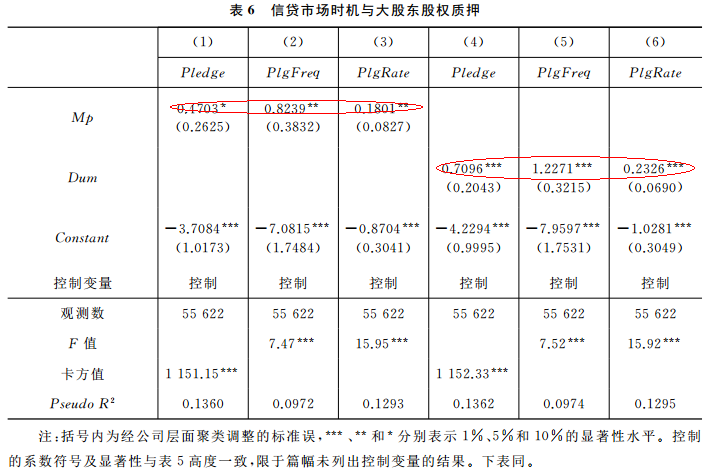 表 6 信贷市场时机与大股东股权质押
(1) (2) (3) (4) (5) (6)
Pledge PlgFreq PlgRate Pledge PlgFreq PlgRate
Mp 0.4703* 0.8239** 0.1801**
(0.2625) (0.3832) (0.0827)
Dum 0.7096*** 1.2271*** 0.2326***
(0.2043) (0.3215) (0.0690)
Constant -3.7084*** -7.0815*** -0.8704*** -4.2294*** -7.9597*** -1.0281***
(1.0173) (1.7484) (0.3041) (0.9995) (1.7531) (0.3049)
控制变量 控制 控制 控制 控制 控制 控制
观测数 55 622 55 622 55 622 55 622 55 622 55 622
F 值 7.47*** 15.95*** 7.52*** 15.92***
卡方值 1 151.15*** 1 152.33***
Pseudo R² 0.1360 0.0972 0.1293 0.1362 0.0974 0.1295
注:括号内为经公司层面聚类调整的标准误,***、**和*分别表示1%、5%和10%的显著性水平。控制
的系数符号及显著性与表5高度一致,限于篇幅未列出控制变量的结果。下表同。